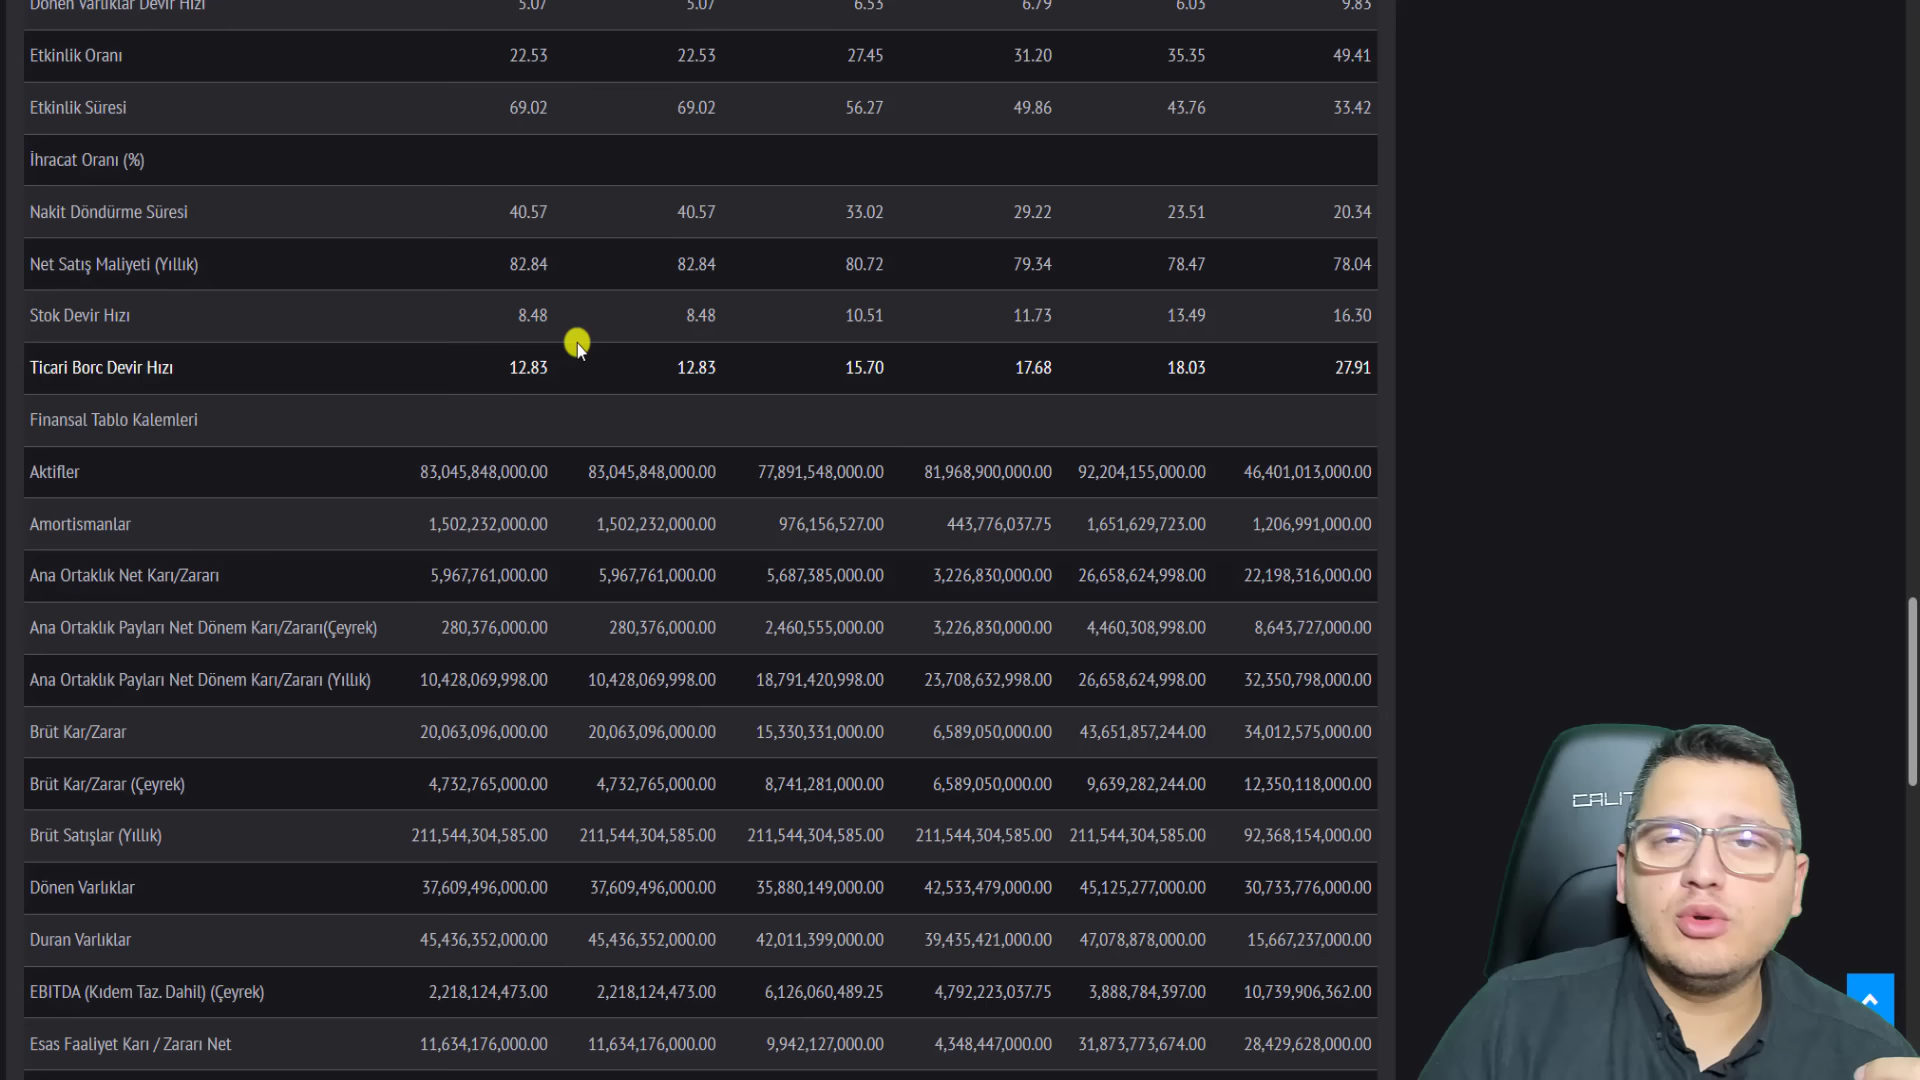 Dönen Varlıklar Devir Hızı 5.07 5.07 6.53 6.79 6.03 9.83
Etkinlik Oranı 22.53 22.53 27.45 31.20 35.35 49.41
Etkinlik Süresi 69.02 69.02 56.27 49.86 43.76 33.42
İhracat Oranı (%)
Nakit Döndürme Süresi 40.57 40.57 33.02 29.22 23.51 20.34
Net Satış Maliyeti (Yıllık) 82.84 82.84 80.72 79.34 78.47 78.04
Stok Devir Hızı 8.48 8.48 10.51 11.73 13.49 16.30
Ticari Borc Devir Hızı 12.83 12.83 15.70 17.68 18.03 27.91
Finansal Tablo Kalemleri
Aktifler 83,045,848,000.00 83,045,848,000.00 77,891,548,000.00 81,968,900,000.00 92,204,155,000.00 46,401,013,000.00
Amortismanlar 1,502,232,000.00 1,502,232,000.00 976,156,527.00 443,776,037.75 1,651,629,723.00 1,206,991,000.00
Ana Ortaklık Net Karı/Zararı 5,967,761,000.00 5,967,761,000.00 5,687,385,000.00 3,226,830,000.00 26,658,624,998.00 22,198,316,000.00
Ana Ortaklık Payları Net Dönem Karı/Zararı(Çeyrek) 280,376,000.00 280,376,000.00 2,460,555,000.00 3,226,830,000.00 4,460,308,998.00 8,643,727,000.00
Ana Ortaklık Payları Net Dönem Karı/Zararı (Yıllık) 10,428,069,998.00 10,428,069,998.00 18,791,420,998.00 23,708,632,998.00 26,658,624,998.00 32,350,798,000.00
Brüt Kar/Zarar 20,063,096,000.00 20,063,096,000.00 15,330,331,000.00 6,589,050,000.00 43,651,857,244.00 34,012,575,000.00
Brüt Kar/Zarar (Çeyrek) 4,732,765,000.00 4,732,765,000.00 8,741,281,000.00 6,589,050,000.00 9,639,282,244.00 12,350,118,000.00
Brüt Satışlar (Yıllık) 211,544,304,585.00 211,544,304,585.00 211,544,304,585.00 211,544,304,585.00 211,544,304,585.00 92,368,154,000.00
Dönen Varlıklar 37,609,496,000.00 37,609,496,000.00 35,880,149,000.00 42,533,479,000.00 45,125,277,000.00 30,733,776,000.00
Duran Varlıklar 45,436,352,000.00 45,436,352,000.00 42,011,399,000.00 39,435,421,000.00 47,078,878,000.00 15,667,237,000.00
EBITDA (Kıdem Taz. Dahil) (Çeyrek) 2,218,124,473.00 2,218,124,473.00 6,126,060,489.25 4,792,223,037.75 3,888,784,397.00 10,739,906,362.00
Esas Faaliyet Karı / Zararı Net 11,634,176,000.00 11,634,176,000.00 9,942,127,000.00 4,348,447,000.00 31,873,773,674.00 28,429,628,000.00